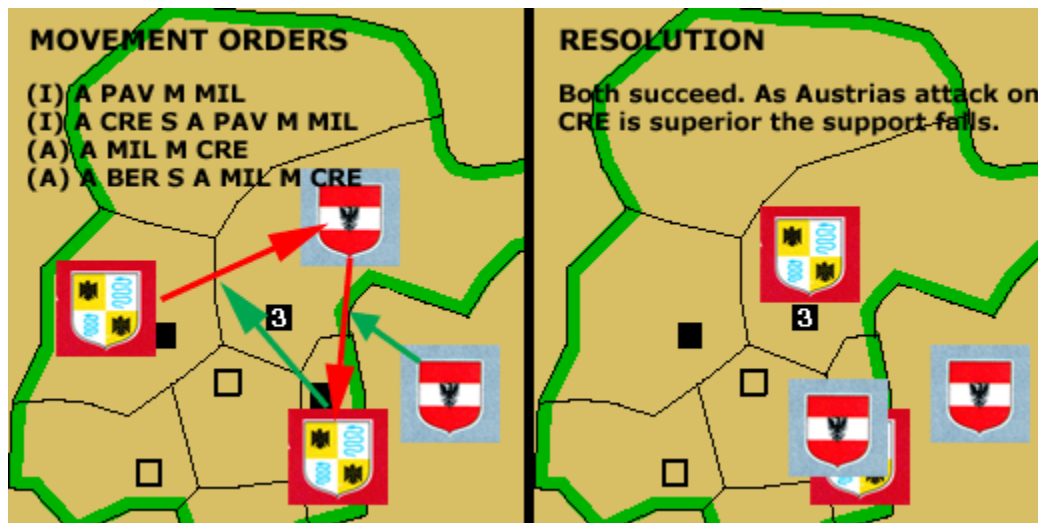 MOVEMENT ORDERS
(I) A PAV M MIL
(I) A CRE S A PAV M MIL
(A) A MIL M CRE
(A) A BER S A MIL M CRE
3
RESOLUTION
Both succeed. As Austrias attack on
CRE is superior the support falls.
3